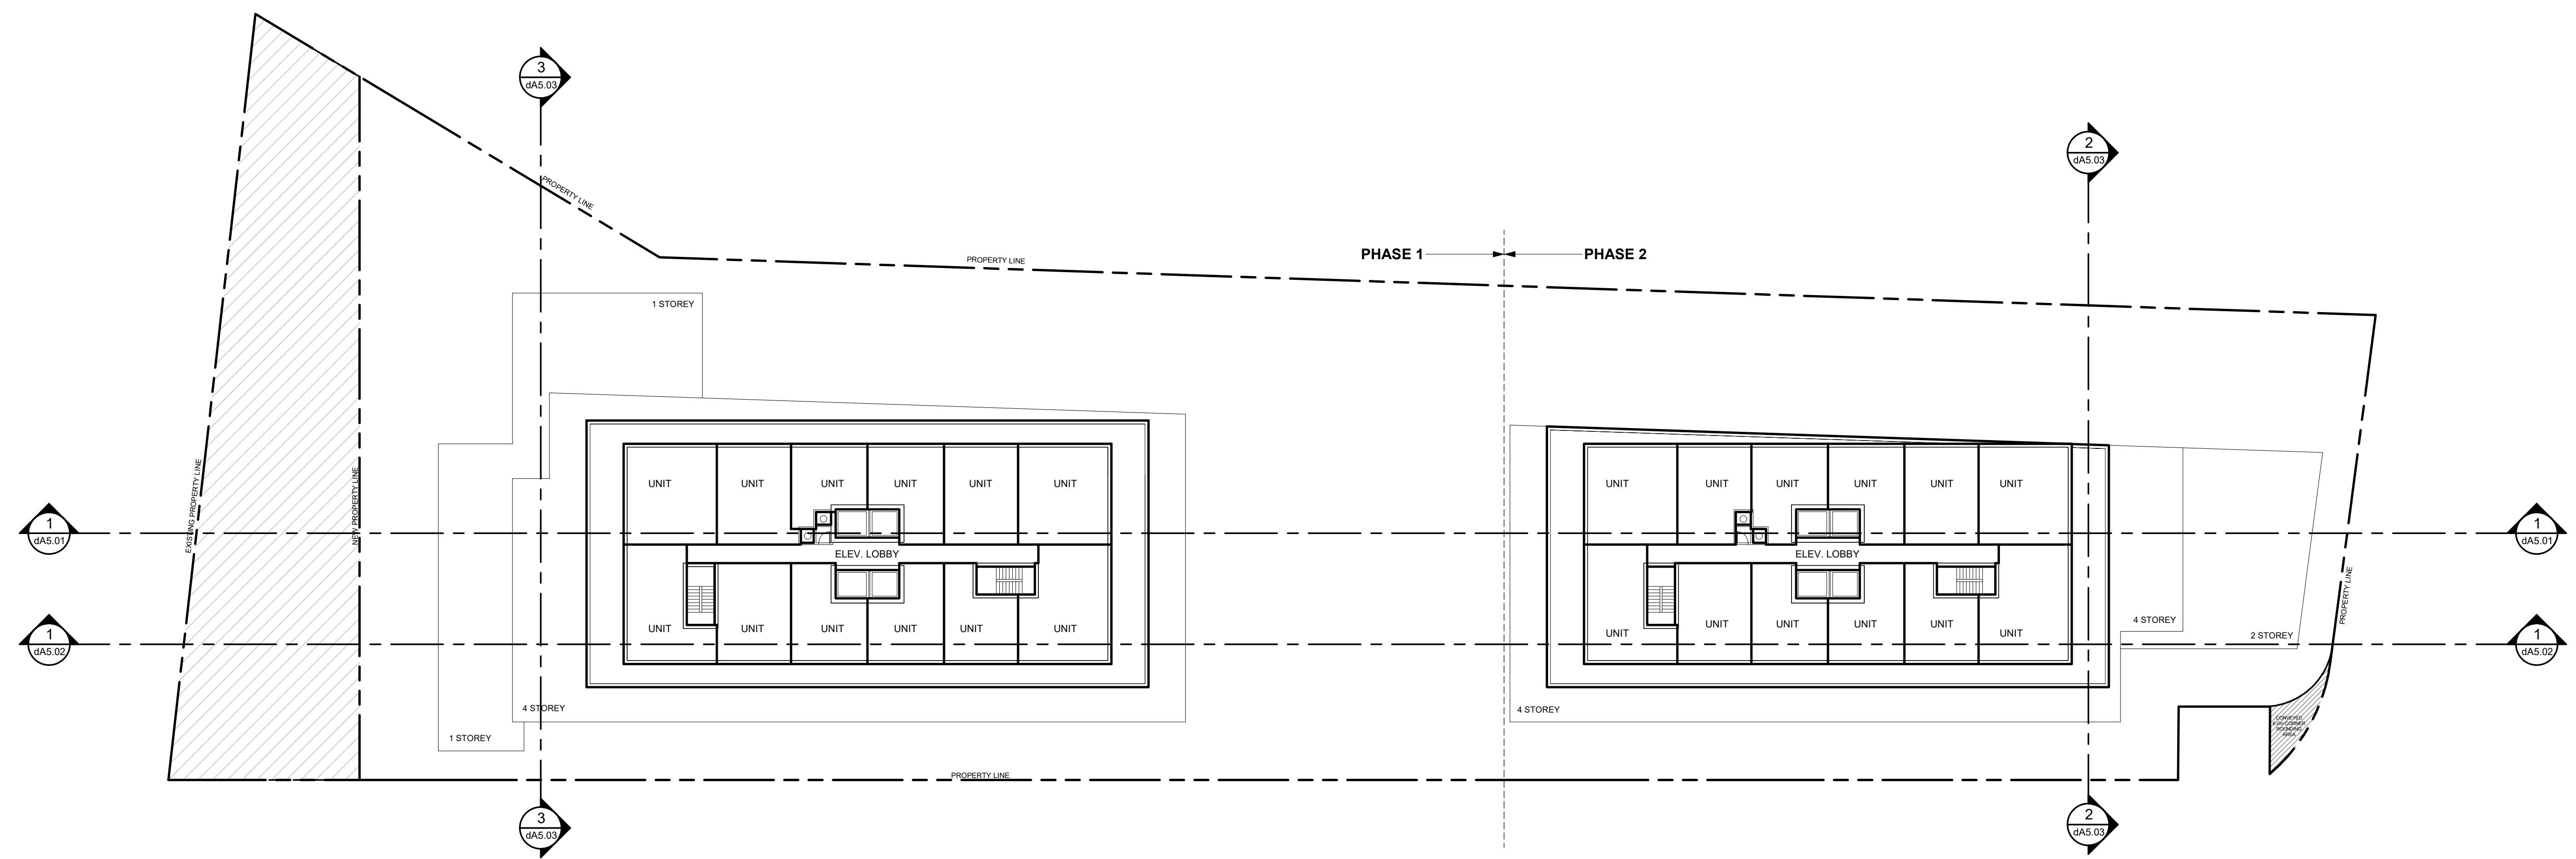 3
dA5.03
2
dA5.03
PROPERTY LINE
PHASE 1
PHASE 2
PROPERTY LINE
1 STOREY
EXISTING PROPERTY LINE
NEW PROPERTY LINE
UNIT
UNIT
UNIT
UNIT
UNIT
UNIT
UNIT
UNIT
UNIT
UNIT
UNIT
UNIT
1
dA5.01
1
dA5.01
ELEV. LOBBY
ELEV. LOBBY
PROPERTY LINE
4 STOREY
UNIT
UNIT
UNIT
UNIT
UNIT
UNIT
UNIT
UNIT
UNIT
UNIT
UNIT
UNIT
2 STOREY
1
dA5.02
1
dA5.02
4 STOREY
4 STOREY
CONVEYED
CORNER
ROUNDING
AREA
1 STOREY
PROPERTY LINE
3
dA5.03
2
dA5.03